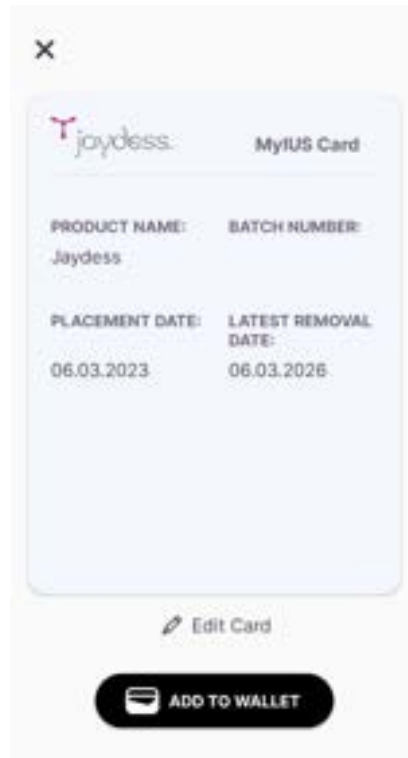 jaydess.
MyIUS Card
PRODUCT NAME: BATCH NUMBER:
Jaydess
PLACEMENT DATE: LATEST REMOVAL
DATE:
06.03.2023 06.03.2026
Edit Card
ADD TO WALLET